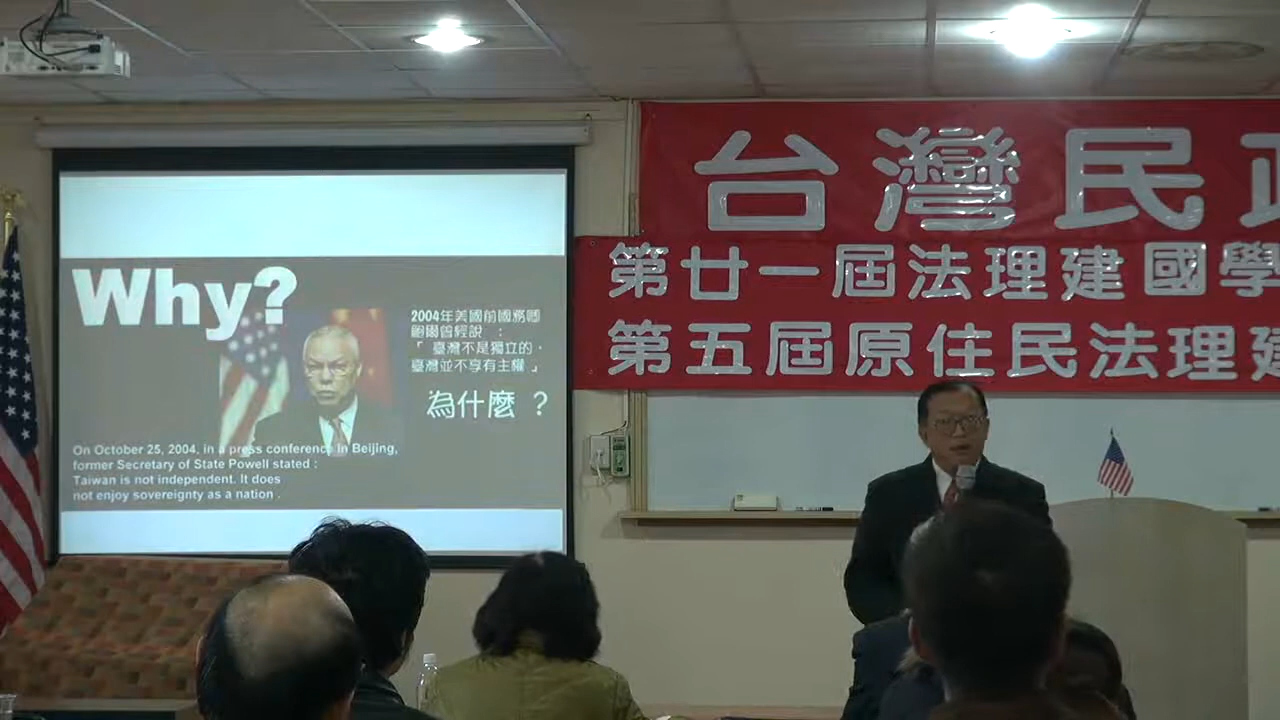 Why?
2004年美國前國務卿
鮑爾曾經說 ：
「 臺灣不是獨立的，
臺灣並不享有主權 」
為什麼 ？
On October 25, 2004, in a press conference in Beijing,
former Secretary of State Powell stated :
Taiwan is not independent. It does
not enjoy sovereignty as a nation .
台灣民政
第廿一屆法理建國學
第五屆原住民法理建